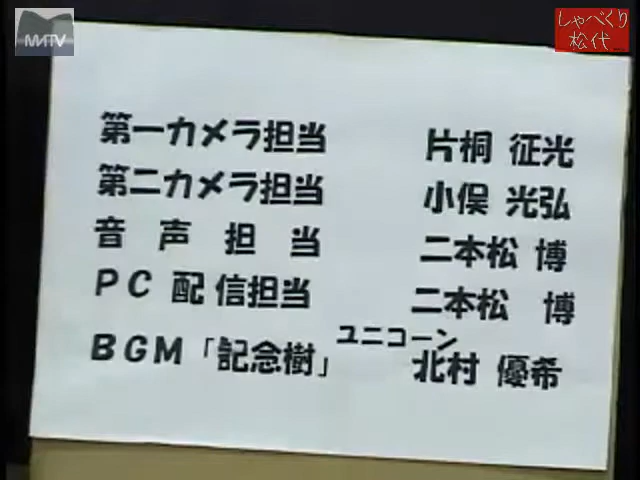 MATV
しゃべくり
松代
第一カメラ担当 片桐 征光
第二カメラ担当 小俣 光弘
音声担当 二本松 博
PC配信担当 二本松 博
ユニコーン
BGM「記念樹」 北村 優希